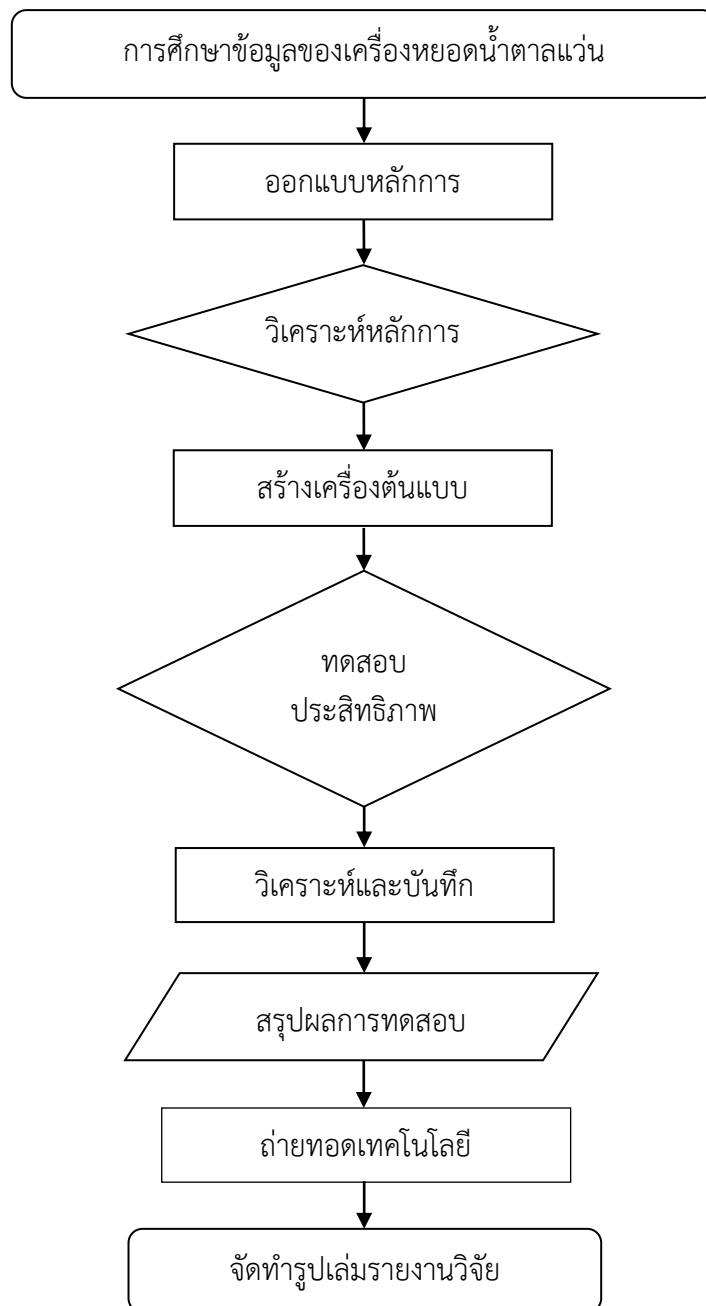 การศึกษาข้อมูลของเครื่องหยอดน้ำตาลแว่น
ออกแบบหลักการ
วิเคราะห์หลักการ
สร้างเครื่องต้นแบบ
ทดสอบ
ประสิทธิภาพ
วิเคราะห์และบันทึก
สรุปผลการทดสอบ
ถ่ายทอดเทคโนโลยี
จัดทำรูปเล่มรายงานวิจัย